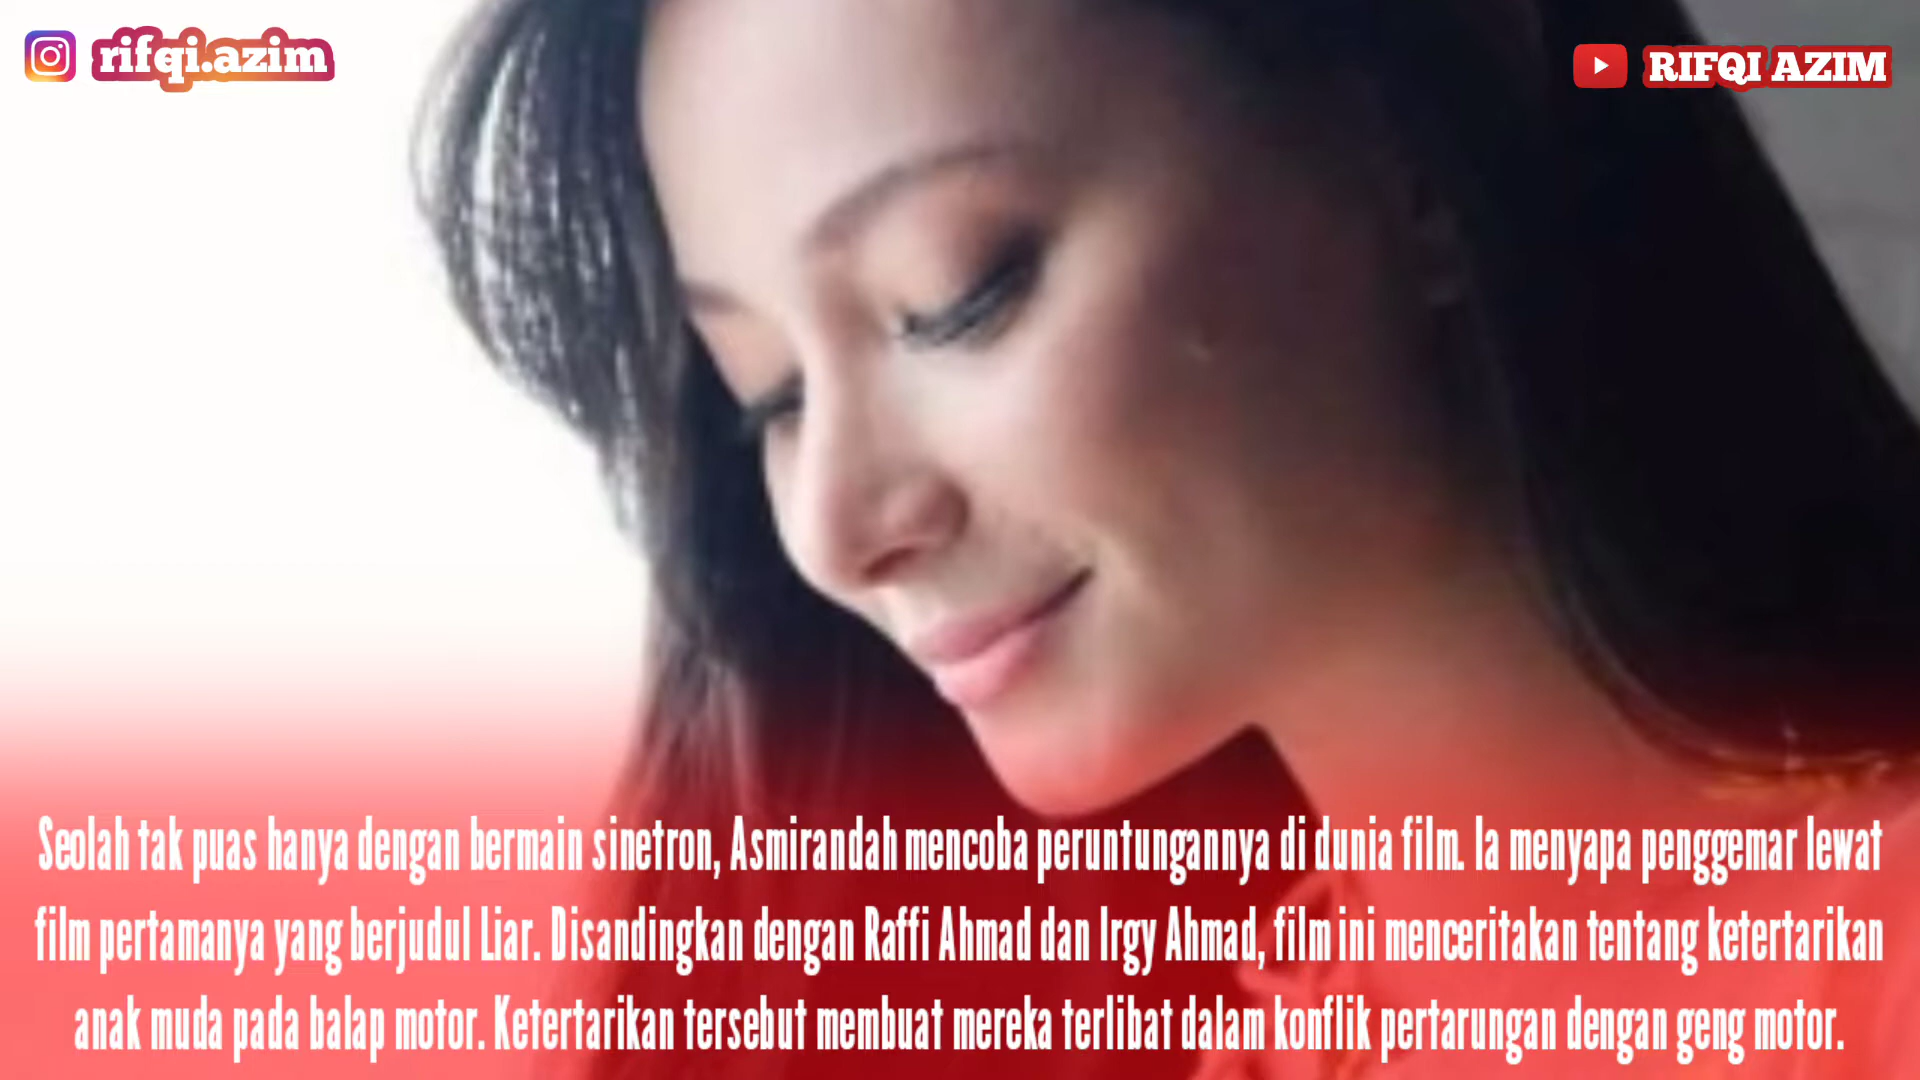 rifqi.azim
RIFQI AZIM
Seolah tak puas hanya dengan bermain sinetron, Asmirandah mencoba peruntungannya di dunia film. Ia menyapa penggemar lewat
film pertamanya yang berjudul Liar. Disandingkan dengan Raffi Ahmad dan Irgy Ahmad, film ini menceritakan tentang ketertarikan
anak muda pada balap motor. Ketertarikan tersebut membuat mereka terlibat dalam konflik pertarungan dengan geng motor.